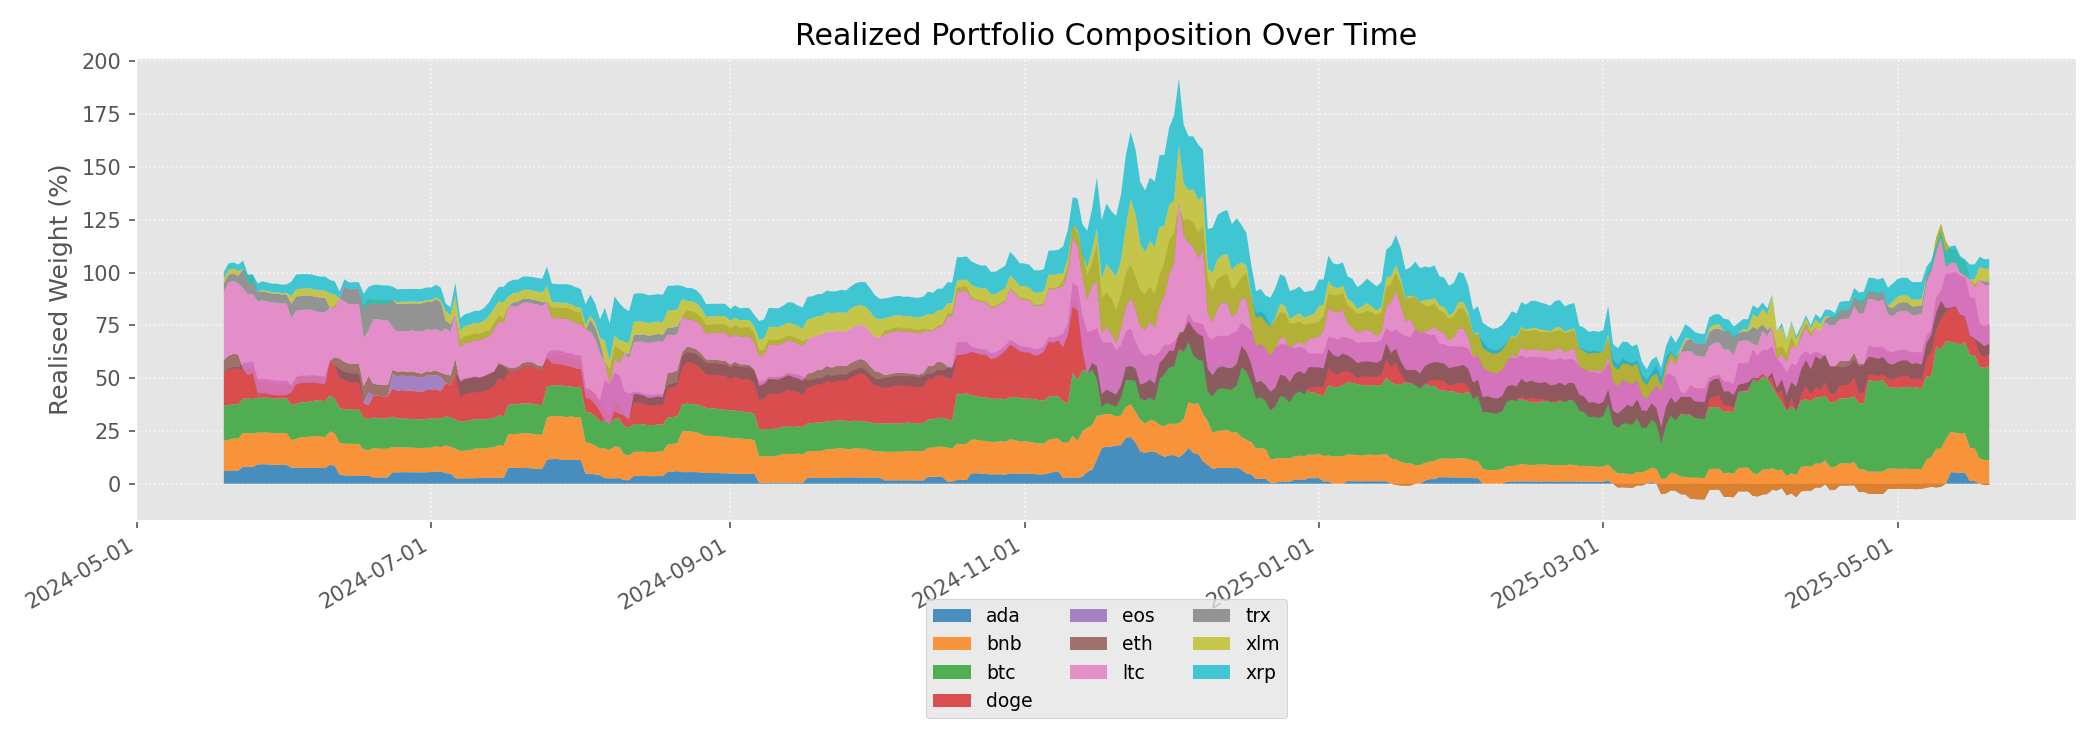 Realized Portfolio Composition Over Time
Realised Weight (%)
200
175
150
125
100
75
50
25
0
2024-05-01
2024-07-01
2024-09-01
2024-11-01
2025-01-01
2025-03-01
2025-05-01
ada
bnb
btc
doge
eos
eth
ltc
trx
xlm
xrp